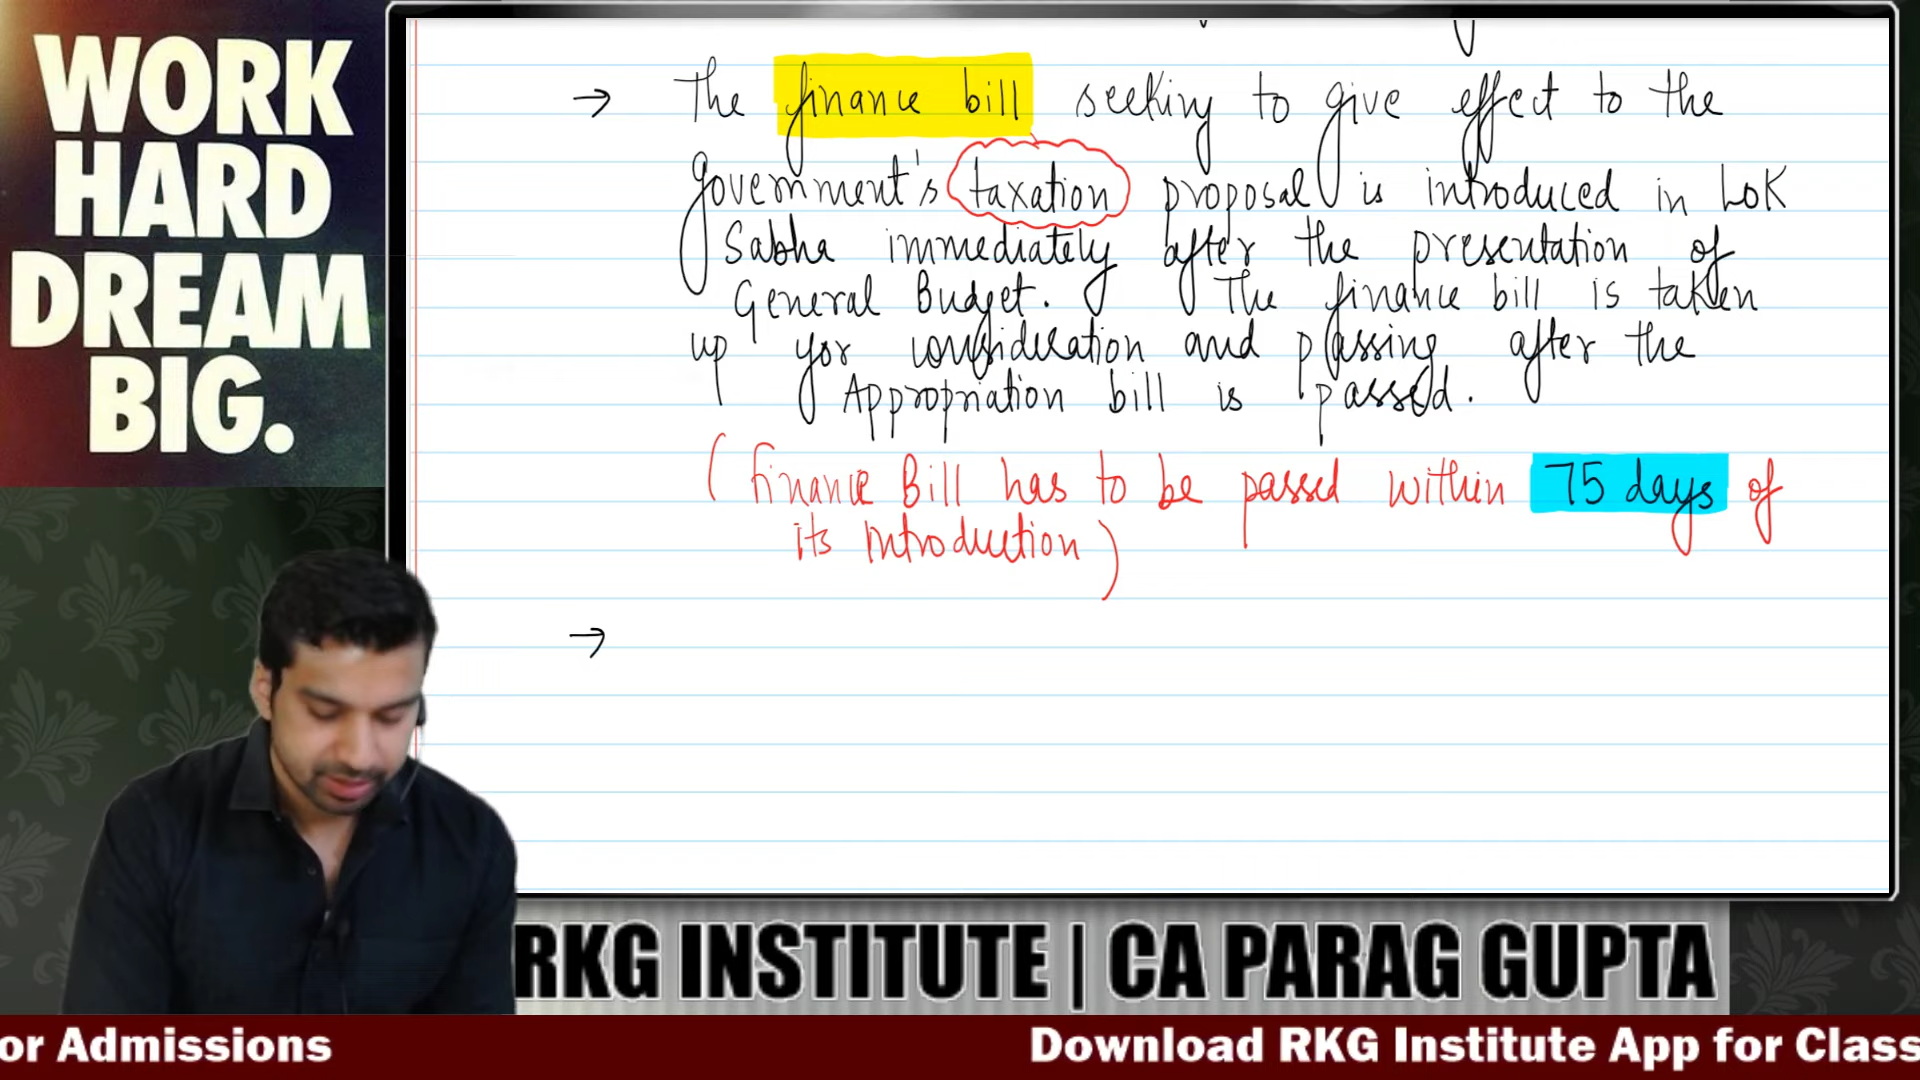 WORK
HARD
DREAM
BIG.
→ The finance bill seeking to give effect to the
government's taxation proposal is introduced in Lok
Sabha immediately after the presentation of
General Budget. The finance bill is taken
up for consideration and passing after the
Appropriation bill is passed.
( Finance Bill has to be passed within 75 days of
its introduction )
→
RKG INSTITUTE | CA PARAG GUPTA
or Admissions
Download RKG Institute App for Class